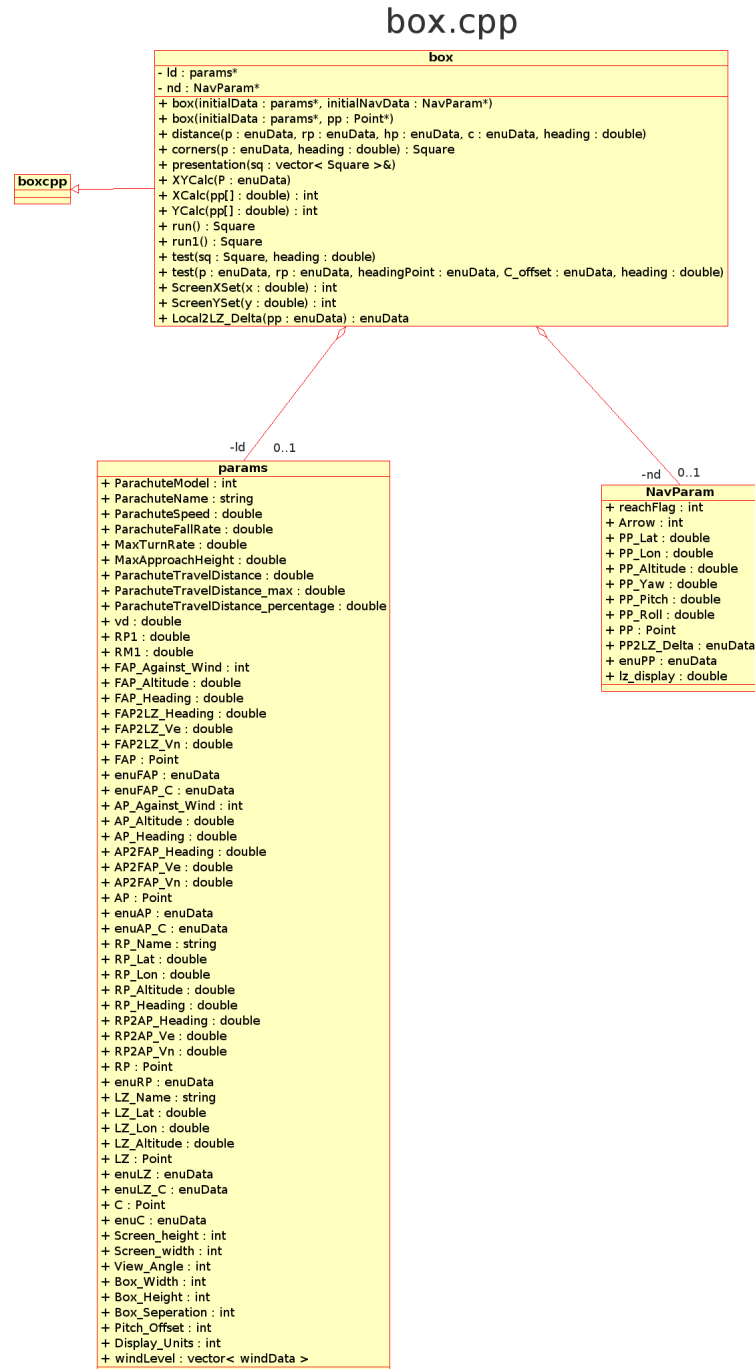 box.cpp
box
- ld : params*
- nd : NavParam*
+ box(initialData : params*, initialNavData : NavParam*)
+ box(initialData : params*, pp : Point*)
+ distance(p : enuData, rp : enuData, hp : enuData, c : enuData, heading : double)
+ corners(p : enuData, heading : double) : Square
+ presentation(sq : vector< Square >&)
+ XYCalc(P : enuData)
+ XCalc(pp[] : double) : int
+ YCalc(pp[] : double) : int
+ run() : Square
+ run1() : Square
+ test(sq : Square, heading : double)
+ test(p : enuData, rp : enuData, headingPoint : enuData, C_offset : enuData, heading : double)
+ ScreenXSet(x : double) : int
+ ScreenYSet(y : double) : int
+ Local2LZ_Delta(pp : enuData) : enuData
boxcpp
-ld 0..1
params
+ ParachuteModel : int
+ ParachuteName : string
+ ParachuteSpeed : double
+ ParachuteFallRate : double
+ MaxTurnRate : double
+ MaxApproachHeight : double
+ ParachuteTravelDistance : double
+ ParachuteTravelDistance_max : double
+ ParachuteTravelDistance_percentage : double
+ vd : double
+ RP1 : double
+ RM1 : double
+ FAP_Against_Wind : int
+ FAP_Altitude : double
+ FAP_Heading : double
+ FAP2LZ_Heading : double
+ FAP2LZ_Ve : double
+ FAP2LZ_Vn : double
+ FAP : Point
+ enuFAP : enuData
+ enuFAP_C : enuData
+ AP_Against_Wind : int
+ AP_Altitude : double
+ AP_Heading : double
+ AP2FAP_Heading : double
+ AP2FAP_Ve : double
+ AP2FAP_Vn : double
+ AP : Point
+ enuAP : enuData
+ enuAP_C : enuData
+ RP_Name : string
+ RP_Lat : double
+ RP_Lon : double
+ RP_Altitude : double
+ RP_Heading : double
+ RP2AP_Heading : double
+ RP2AP_Ve : double
+ RP2AP_Vn : double
+ RP : Point
+ enuRP : enuData
+ LZ_Name : string
+ LZ_Lat : double
+ LZ_Lon : double
+ LZ_Altitude : double
+ LZ : Point
+ enuLZ : enuData
+ enuLZ_C : enuData
+ C : Point
+ enuC : enuData
+ Screen_height : int
+ Screen_width : int
+ View_Angle : int
+ Box_Width : int
+ Box_Height : int
+ Box_Seperation : int
+ Pitch_Offset : int
+ Display_Units : int
+ windLevel : vector< windData >
-nd 0..1
NavParam
+ reachFlag : int
+ Arrow : int
+ PP_Lat : double
+ PP_Lon : double
+ PP_Altitude : double
+ PP_Yaw : double
+ PP_Pitch : double
+ PP_Roll : double
+ PP : Point
+ PP2LZ_Delta : enuData
+ enuPP : enuData
+ lz_display : double